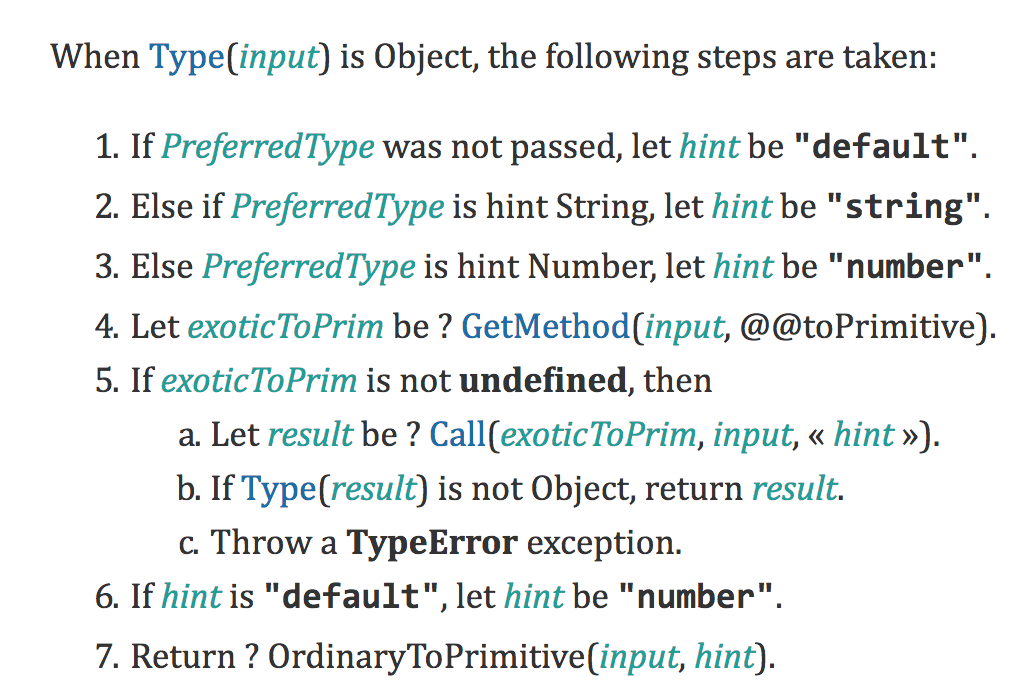 When Type(input) is Object, the following steps are taken:
1. If PreferredType was not passed, let hint be "default".
2. Else if PreferredType is hint String, let hint be "string".
3. Else PreferredType is hint Number, let hint be "number".
4. Let exoticToPrim be ? GetMethod(input, @@toPrimitive).
5. If exoticToPrim is not undefined, then
a. Let result be ? Call(exoticToPrim, input, « hint »).
b. If Type(result) is not Object, return result.
c. Throw a TypeError exception.
6. If hint is "default", let hint be "number".
7. Return ? OrdinaryToPrimitive(input, hint).